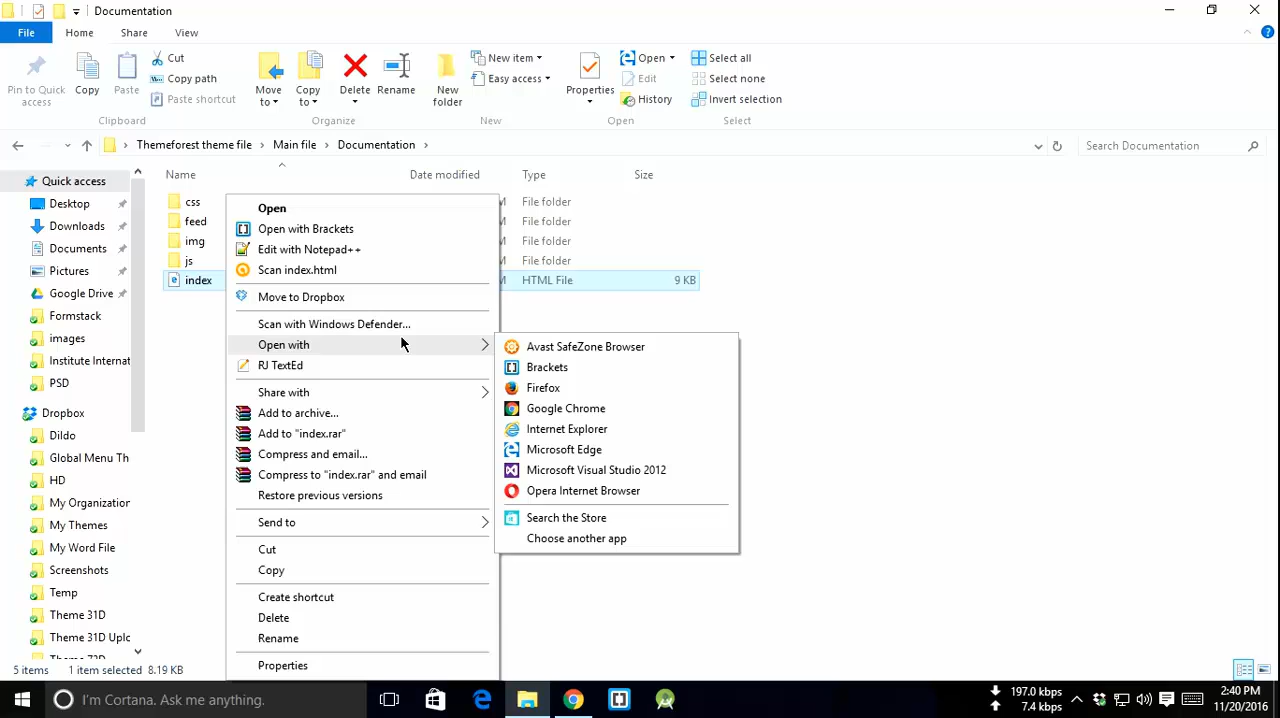 Documentation
File Home Share View
Pin to Quick access
Copy
Paste
Cut
Copy path
Paste shortcut
Clipboard
Move to
Copy to
Delete
Rename
Organize
New folder
New item
Easy access
New
Properties
Open
Edit
History
Open
Select all
Select none
Invert selection
Select
Themeforest theme file Main file Documentation
Search Documentation
Name Date modified Type Size
Quick access
Desktop
Downloads
Documents
Pictures
Google Drive
Formstack
images
Institute Internat
PSD
Dropbox
Dildo
Global Menu Th
HD
My Organization
My Themes
My Word File
Screenshots
Temp
Theme 31D
Theme 31D Uplo
css M File folder
feed M File folder
img M File folder
js M File folder
index M HTML File 9 KB
Open
Open with Brackets
Edit with Notepad++
Scan index.html
Move to Dropbox
Scan with Windows Defender...
Open with
RJ TextEd
Share with
Add to archive...
Add to "index.rar"
Compress and email...
Compress to "index.rar" and email
Restore previous versions
Send to
Cut
Copy
Create shortcut
Delete
Rename
Properties
Avast SafeZone Browser
Brackets
Firefox
Google Chrome
Internet Explorer
Microsoft Edge
Microsoft Visual Studio 2012
Opera Internet Browser
Search the Store
Choose another app
5 items 1 item selected 8.19 KB
I'm Cortana. Ask me anything.
197.0 kbps
7.4 kbps
2:40 PM
11/20/2016